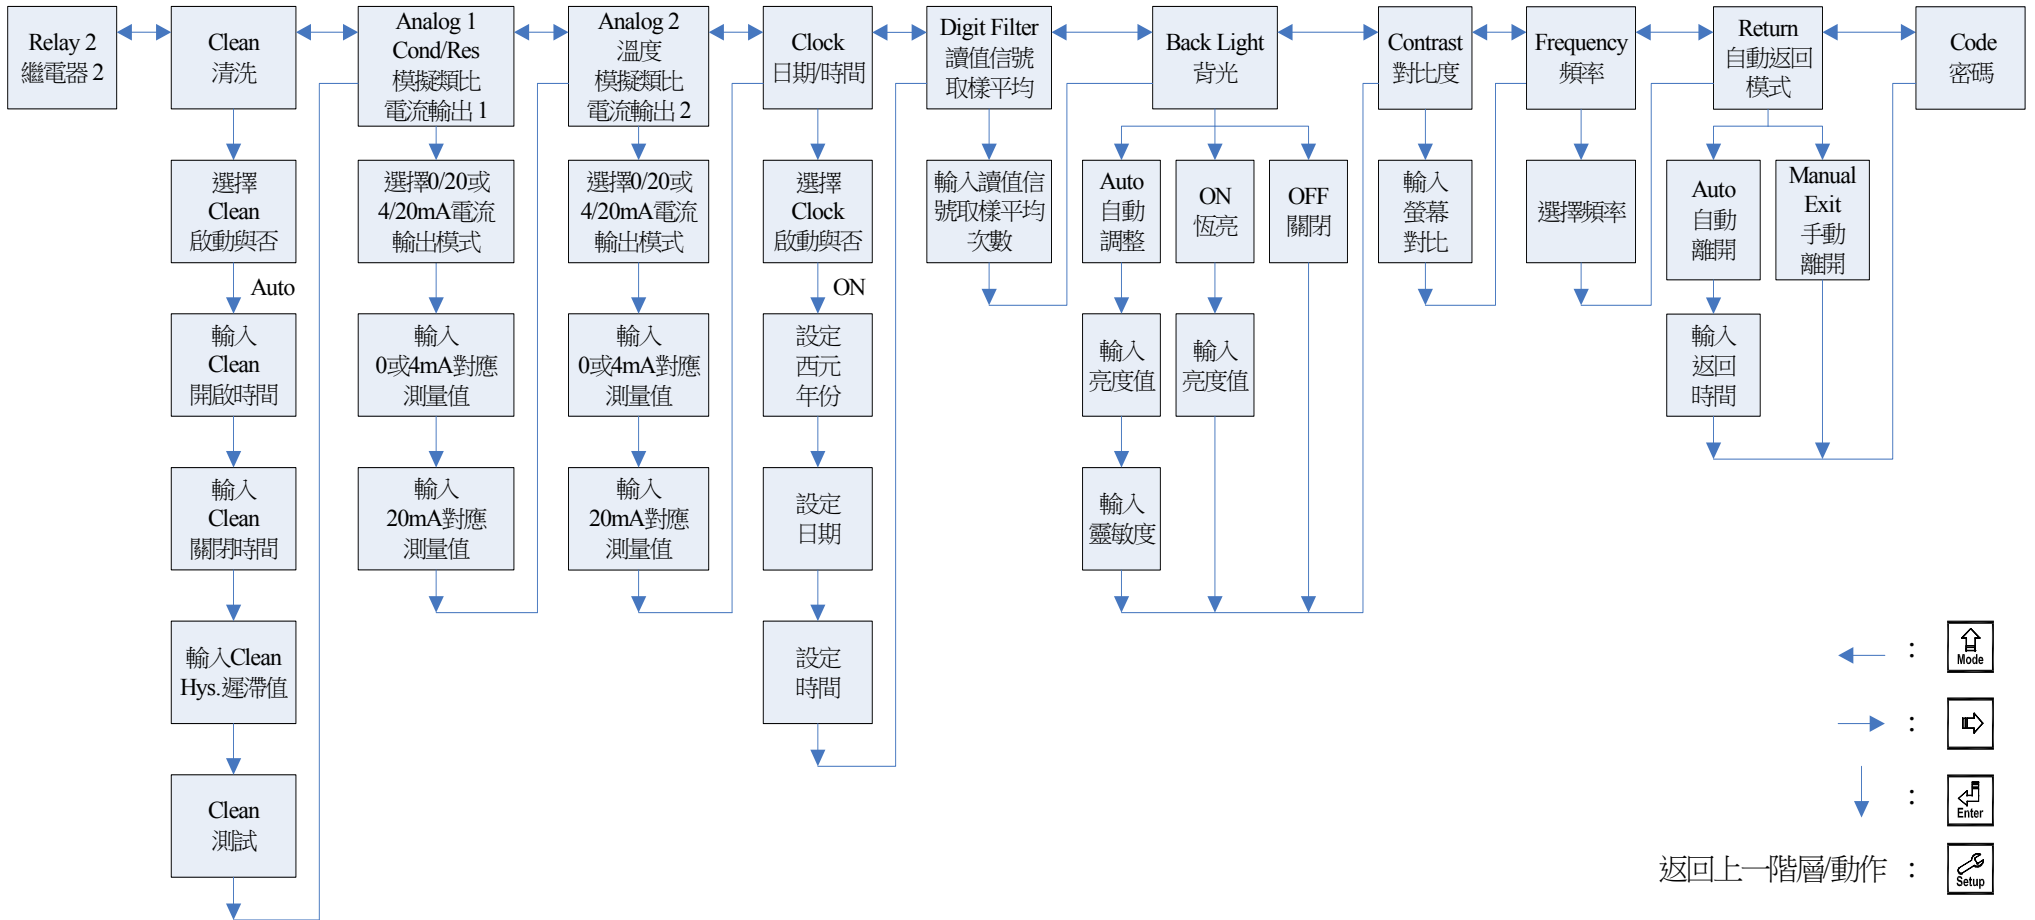 Relay 2
繼電器 2
Clean
清洗
Analog 1
Cond/Res
模擬類比
電流輸出 1
Analog 2
溫度
模擬類比
電流輸出 2
Clock
日期/時間
Digit Filter
讀值信號
取樣平均
Back Light
背光
Contrast
對比度
Frequency
頻率
Return
自動返回
模式
Code
密碼
選擇
Clean
啟動與否
選擇0/20或
4/20mA電流
輸出模式
選擇0/20或
4/20mA電流
輸出模式
選擇
Clock
啟動與否
輸入讀值信
號取樣平均
次數
Auto
自動
調整
ON
恆亮
OFF
關閉
輸入
螢幕
對比
選擇頻率
Auto
自動
離開
Manual
Exit
手動
離開
Auto
ON
輸入
Clean
開啟時間
輸入
0或4mA對應
測量值
輸入
0或4mA對應
測量值
設定
西元
年份
輸入
亮度值
輸入
亮度值
輸入
返回
時間
輸入
Clean
關閉時間
輸入
20mA對應
測量值
輸入
20mA對應
測量值
設定
日期
輸入
靈敏度
輸入Clean
Hys.遲滯值
設定
時間
Clean
測試
:
Mode
:
:
Enter
返回上一階層/動作 :
Setup